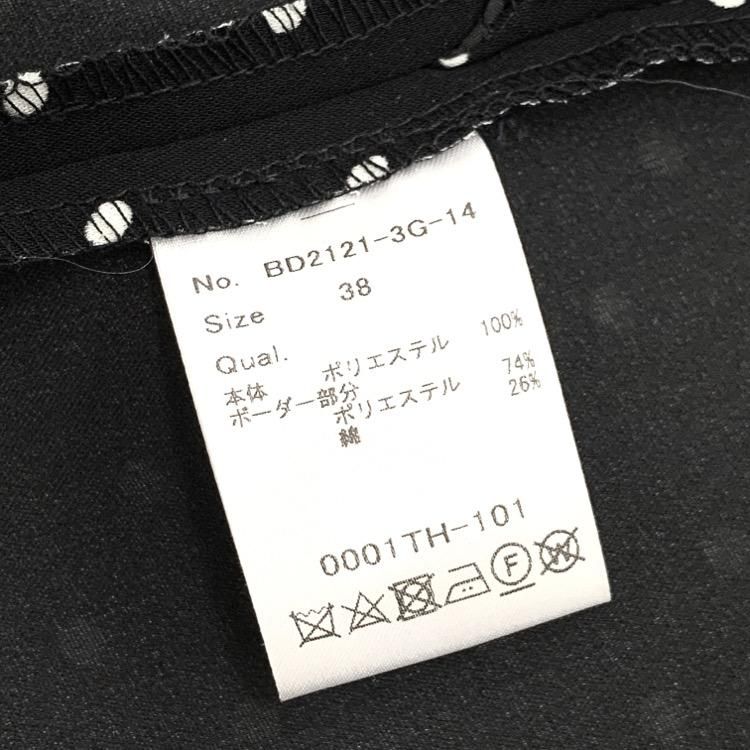 No. BD2121-3G-14
Size 38
Qual.
本体 ポリエステル 100%
ボーダー部分
ポリエステル 74%
綿 26%
0001TH-101
F
W